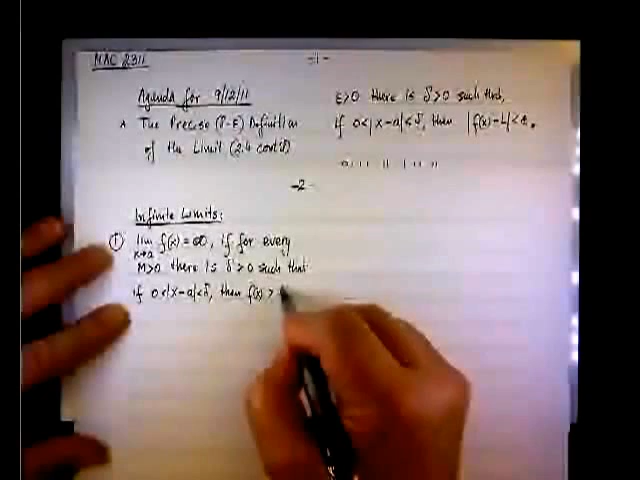 MAC 2311
-1-
Agenda for 9/12/11
* The Precise (δ-ε) Definition
of the Limit (2.4 cont'd)
ε>0 there is δ>0 such that,
if 0<|x-a|<δ, then |f(x)-L|<ε.
-2-
Infinite Limits:
① lim x→a f(x)=∞, if for every
M>0 there is δ>0 such that
if 0<|x-a|<δ, then f(x)>